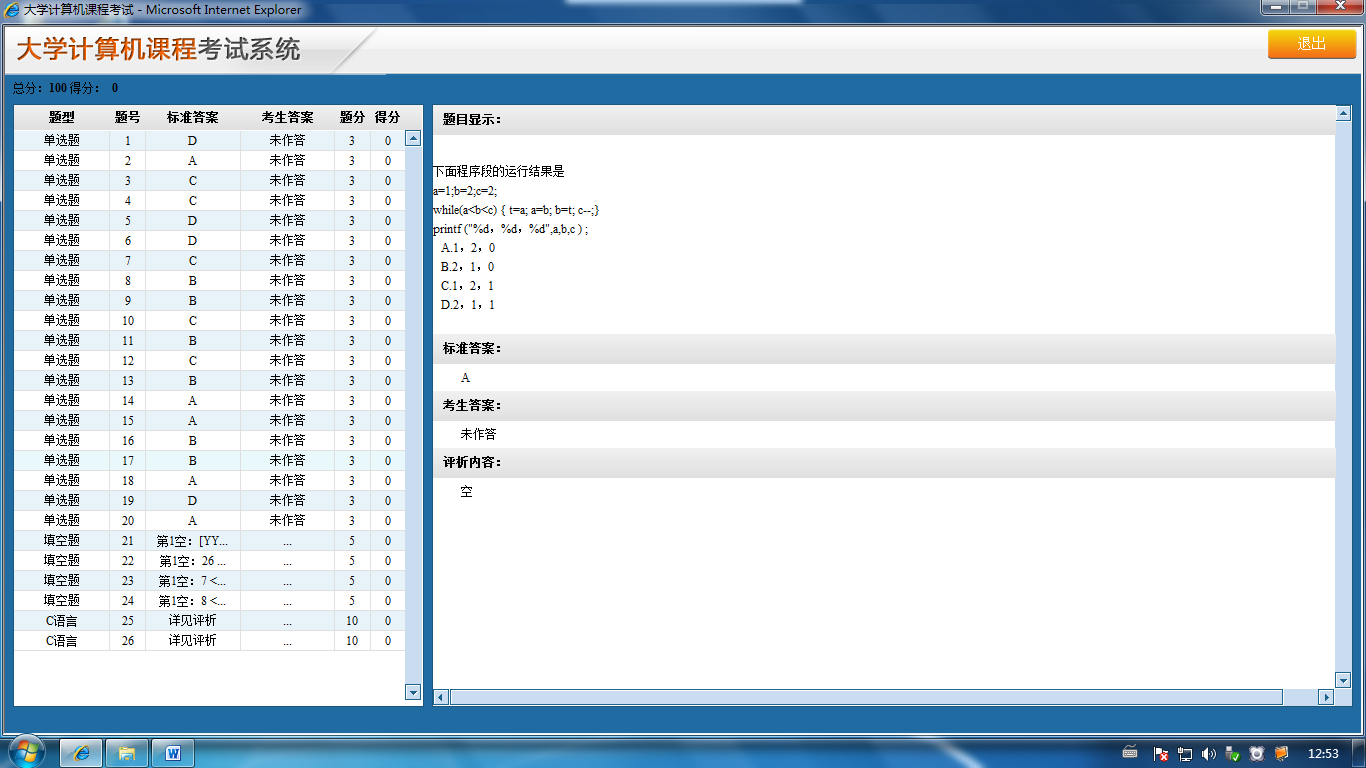 大学计算机课程考试 - Microsoft Internet Explorer
大学计算机课程考试系统
退出
总分：100 得分： 0
题型 题号 标准答案 考生答案 题分 得分
单选题 1 D 未作答 3 0
单选题 2 A 未作答 3 0
单选题 3 C 未作答 3 0
单选题 4 C 未作答 3 0
单选题 5 D 未作答 3 0
单选题 6 D 未作答 3 0
单选题 7 C 未作答 3 0
单选题 8 B 未作答 3 0
单选题 9 B 未作答 3 0
单选题 10 C 未作答 3 0
单选题 11 B 未作答 3 0
单选题 12 C 未作答 3 0
单选题 13 B 未作答 3 0
单选题 14 A 未作答 3 0
单选题 15 A 未作答 3 0
单选题 16 B 未作答 3 0
单选题 17 B 未作答 3 0
单选题 18 A 未作答 3 0
单选题 19 D 未作答 3 0
单选题 20 A 未作答 3 0
填空题 21 第1空：[YY... ... 5 0
填空题 22 第1空：26 ... ... 5 0
填空题 23 第1空：7 <... ... 5 0
填空题 24 第1空：8 <... ... 5 0
C语言 25 详见评析 ... 10 0
C语言 26 详见评析 ... 10 0
题目显示：
下面程序段的运行结果是
a=1;b=2;c=2;
while(a<b<c) { t=a; a=b; b=t; c--;}
printf ("%d，%d，%d",a,b,c ) ;
A.1，2，0
B.2，1，0
C.1，2，1
D.2，1，1
标准答案：
A
考生答案：
未作答
评析内容：
空
12:53